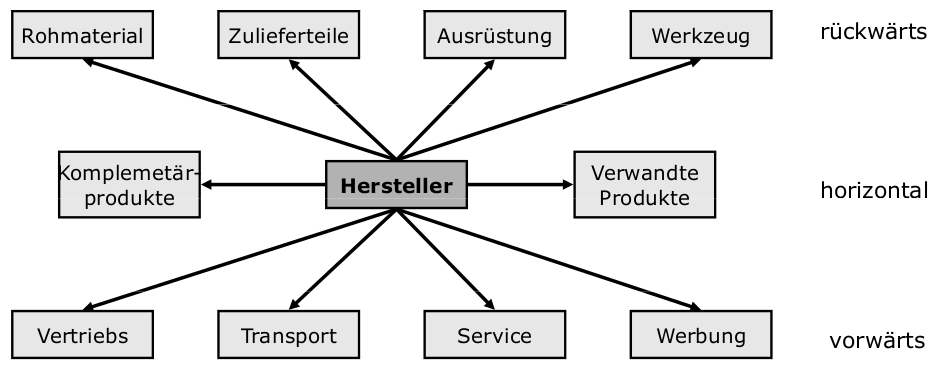 Rohmaterial Zulieferteile Ausrüstung Werkzeug rückwärts
Komplemetär-
produkte
Hersteller
Verwandte
Produkte
horizontal
Vertriebs Transport Service Werbung vorwärts